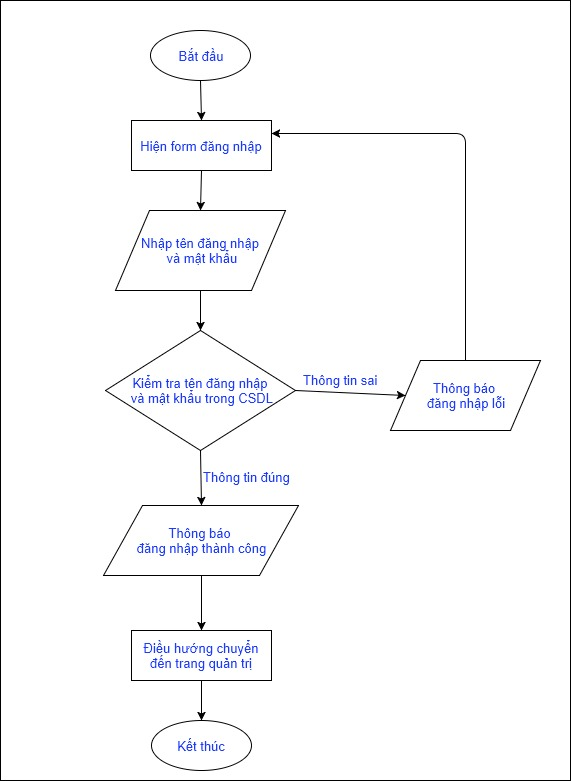 Bắt đầu
Hiện form đăng nhập
Nhập tên đăng nhập
và mật khẩu
Kiểm tra tên đăng nhập
và mật khẩu trong CSDL
Thông tin sai
Thông báo
đăng nhập lỗi
Thông tin đúng
Thông báo
đăng nhập thành công
Điều hướng chuyển
đến trang quản trị
Kết thúc